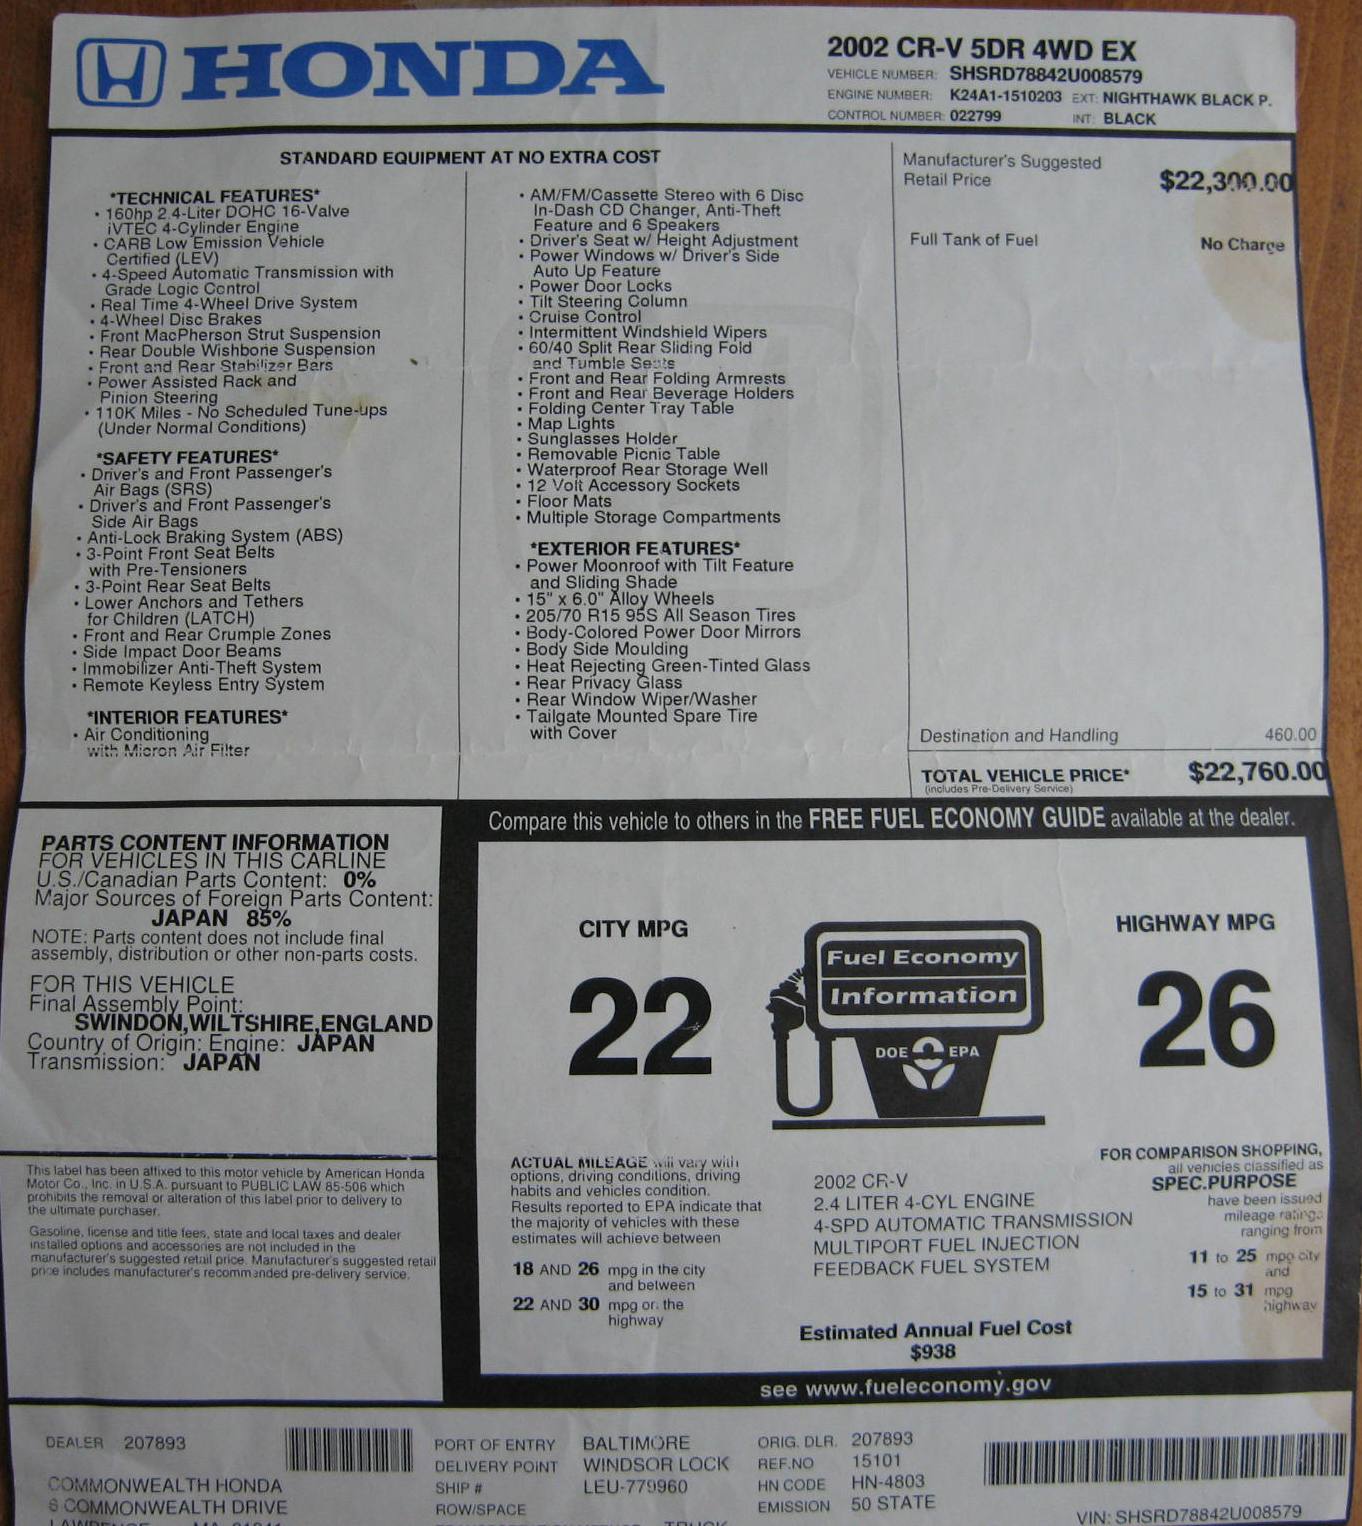 HONDA
2002 CR-V 5DR 4WD EX
VEHICLE NUMBER: SHSRD78842U008579
ENGINE NUMBER: K24A1-1510203 EXT: NIGHTHAWK BLACK P.
CONTROL NUMBER: 022799 INT: BLACK
STANDARD EQUIPMENT AT NO EXTRA COST
*TECHNICAL FEATURES*
• 160hp 2.4-Liter DOHC 16-Valve
iVTEC 4-Cylinder Engine
• CARB Low Emission Vehicle
Certified (LEV)
• 4-Speed Automatic Transmission with
Grade Logic Control
• Real Time 4-Wheel Drive System
• 4-Wheel Disc Brakes
• Front MacPherson Strut Suspension
• Rear Double Wishbone Suspension
• Front and Rear Stabilizer Bars
• Power Assisted Rack and
Pinion Steering
• 110K Miles - No Scheduled Tune-ups
(Under Normal Conditions)
*SAFETY FEATURES*
• Driver's and Front Passenger's
Air Bags (SRS)
• Driver's and Front Passenger's
Side Air Bags
• Anti-Lock Braking System (ABS)
• 3-Point Front Seat Belts
with Pre-Tensioners
• 3-Point Rear Seat Belts
• Lower Anchors and Tethers
for Children (LATCH)
• Front and Rear Crumple Zones
• Side Impact Door Beams
• Immobilizer Anti-Theft System
• Remote Keyless Entry System
*INTERIOR FEATURES*
• Air Conditioning
with Micron Air Filter
• AM/FM/Cassette Stereo with 6 Disc
In-Dash CD Changer, Anti-Theft
Feature and 6 Speakers
• Driver's Seat w/ Height Adjustment
• Power Windows w/ Driver's Side
Auto Up Feature
• Power Door Locks
• Tilt Steering Column
• Cruise Control
• Intermittent Windshield Wipers
• 60/40 Split Rear Sliding Fold
and Tumble Seats
• Front and Rear Folding Armrests
• Front and Rear Beverage Holders
• Folding Center Tray Table
• Map Lights
• Sunglasses Holder
• Removable Picnic Table
• Waterproof Rear Storage Well
• 12 Volt Accessory Sockets
• Floor Mats
• Multiple Storage Compartments
*EXTERIOR FEATURES*
• Power Moonroof with Tilt Feature
and Sliding Shade
• 15" x 6.0" Alloy Wheels
• 205/70 R15 95S All Season Tires
• Body-Colored Power Door Mirrors
• Body Side Moulding
• Heat Rejecting Green-Tinted Glass
• Rear Privacy Glass
• Rear Window Wiper/Washer
• Tailgate Mounted Spare Tire
with Cover
Manufacturer's Suggested
Retail Price $22,300.00
Full Tank of Fuel No Charge
Destination and Handling 460.00
TOTAL VEHICLE PRICE* $22,760.00
(includes Pre-Delivery Service)
PARTS CONTENT INFORMATION
FOR VEHICLES IN THIS CARLINE
U.S./Canadian Parts Content: 0%
Major Sources of Foreign Parts Content:
JAPAN 85%
NOTE: Parts content does not include final
assembly, distribution or other non-parts costs.
FOR THIS VEHICLE
Final Assembly Point:
SWINDON,WILTSHIRE,ENGLAND
Country of Origin: Engine: JAPAN
Transmission: JAPAN
This label has been affixed to this motor vehicle by American Honda
Motor Co., Inc. in U.S.A. pursuant to PUBLIC LAW 85-506 which
prohibits the removal or alteration of this label prior to delivery to
the ultimate purchaser.
Gasoline, license and title fees, state and local taxes and dealer
installed options and accessories are not included in the
manufacturer's suggested retail price. Manufacturer's suggested retail
price includes manufacturer's recommended pre-delivery service.
Compare this vehicle to others in the FREE FUEL ECONOMY GUIDE available at the dealer.
CITY MPG
22
Fuel Economy
Information
DOE EPA
HIGHWAY MPG
26
ACTUAL MILEAGE will vary with
options, driving conditions, driving
habits and vehicles condition.
Results reported to EPA indicate that
the majority of vehicles with these
estimates will achieve between
18 AND 26 mpg in the city
and between
22 AND 30 mpg on the
highway
2002 CR-V
2.4 LITER 4-CYL ENGINE
4-SPD AUTOMATIC TRANSMISSION
MULTIPORT FUEL INJECTION
FEEDBACK FUEL SYSTEM
Estimated Annual Fuel Cost
$938
FOR COMPARISON SHOPPING,
all vehicles classified as
SPEC.PURPOSE
have been issued
mileage ratings
ranging from
11 to 25 mpg city
and
15 to 31 mpg
highway
see www.fueleconomy.gov
DEALER 207893
COMMONWEALTH HONDA
6 COMMONWEALTH DRIVE
LAWRENCE
PORT OF ENTRY BALTIMORE
DELIVERY POINT WINDSOR LOCK
SHIP # LEU-779960
ROW/SPACE
TRUCK
ORIG. DLR. 207893
REF.NO 15101
HN CODE HN-4803
EMISSION 50 STATE
VIN: SHSRD78842U008579